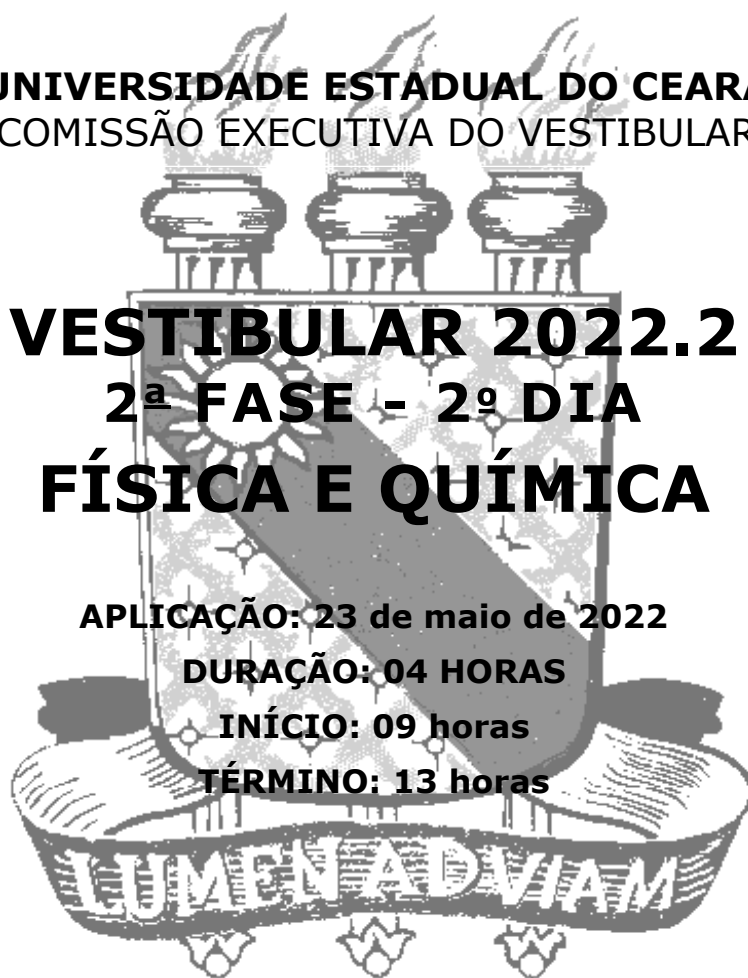 UNIVERSIDADE ESTADUAL DO CEARÁ
COMISSÃO EXECUTIVA DO VESTIBULAR
VESTIBULAR 2022.2
2ª FASE - 2º DIA
FÍSICA E QUÍMICA
APLICAÇÃO: 23 de maio de 2022
DURAÇÃO: 04 HORAS
INÍCIO: 09 horas
TÉRMINO: 13 horas
LUMEN AD VIAM